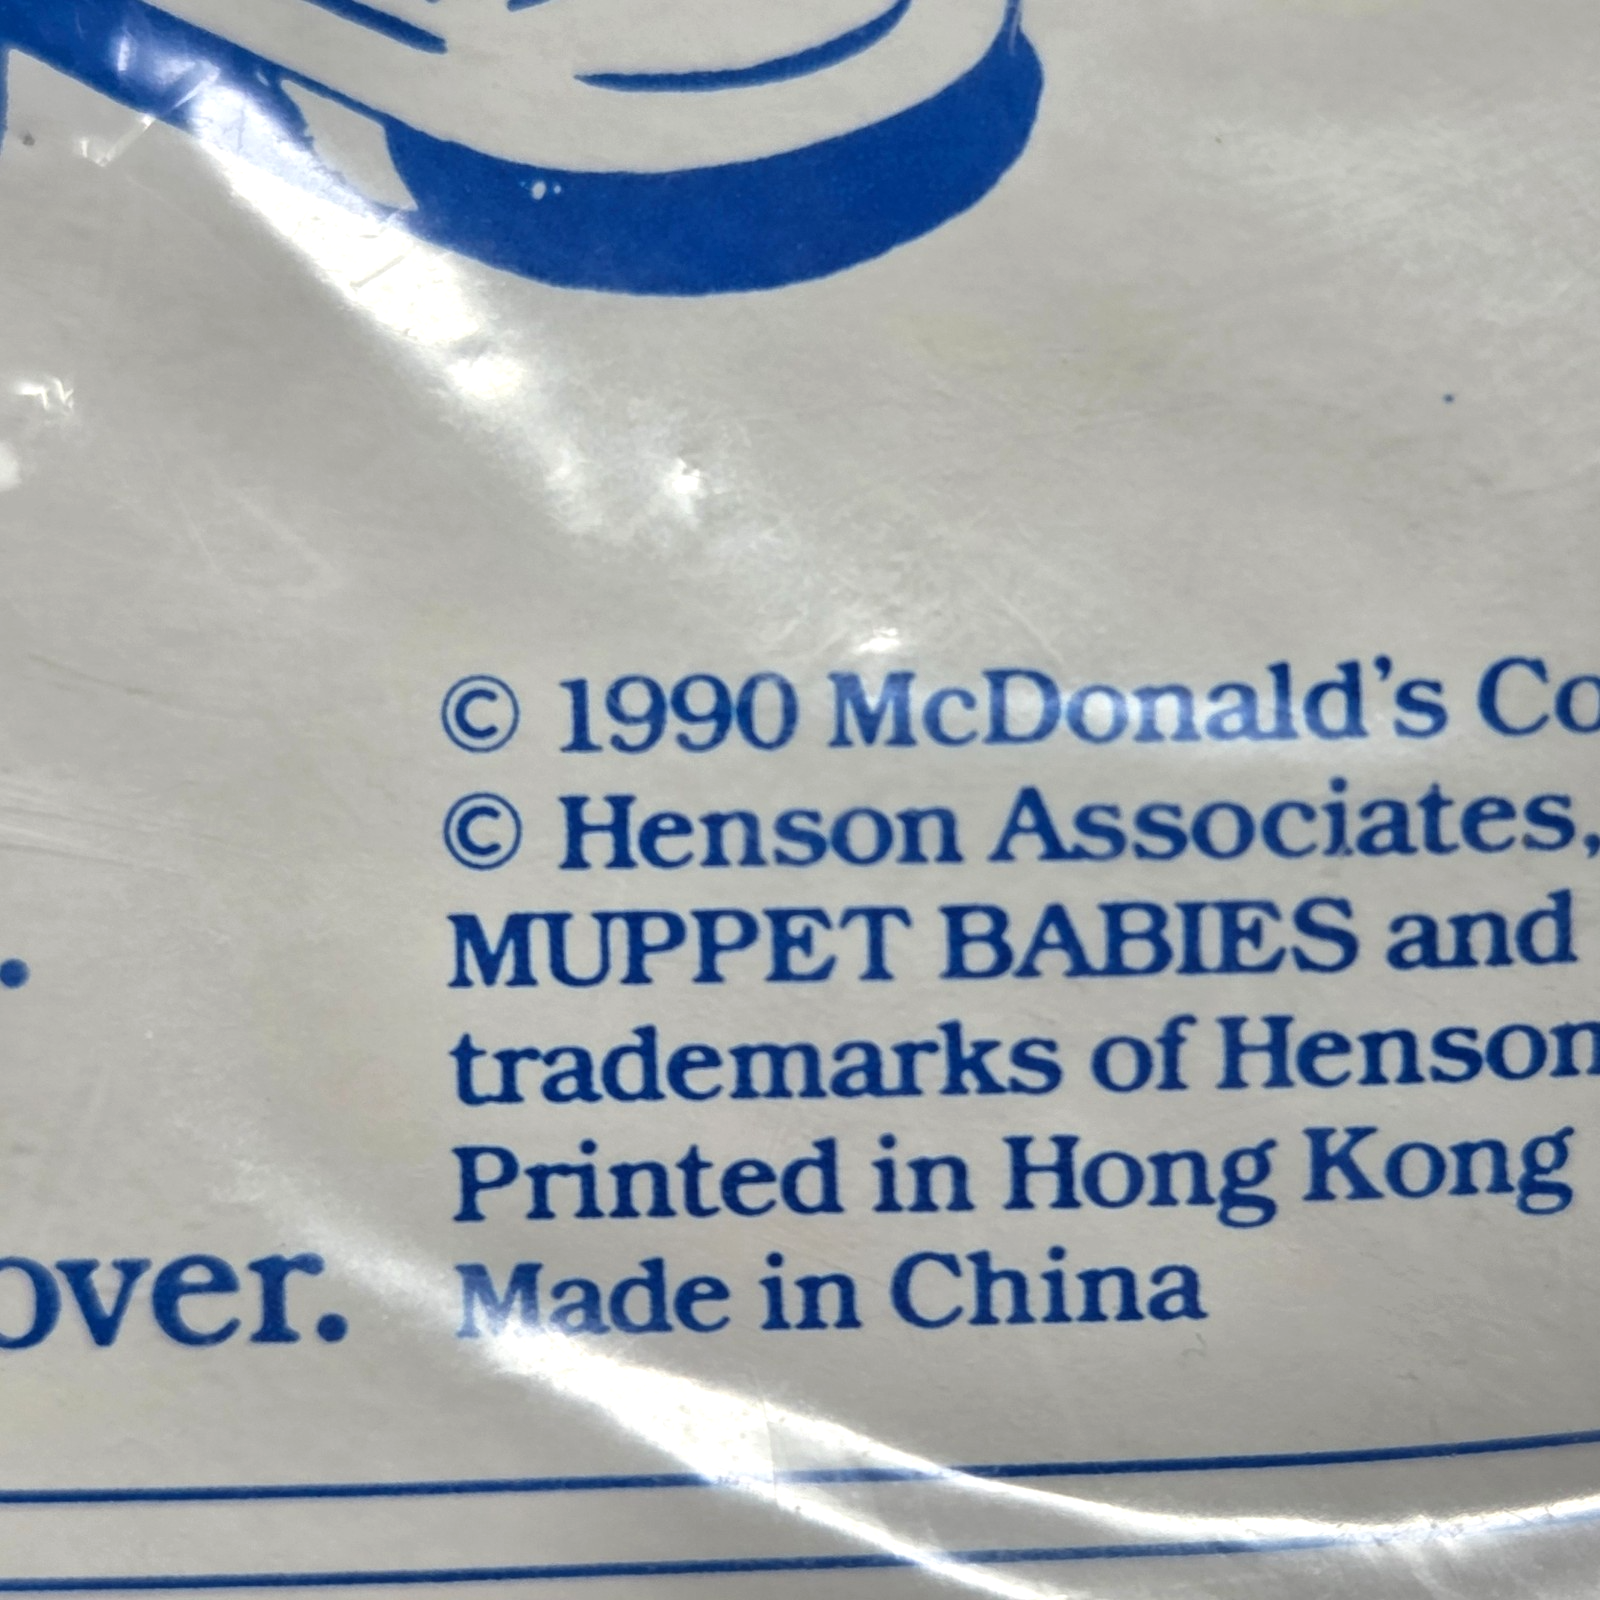 © 1990 McDonald's Co
© Henson Associates,
MUPPET BABIES and
trademarks of Henson
Printed in Hong Kong
over. Made in China